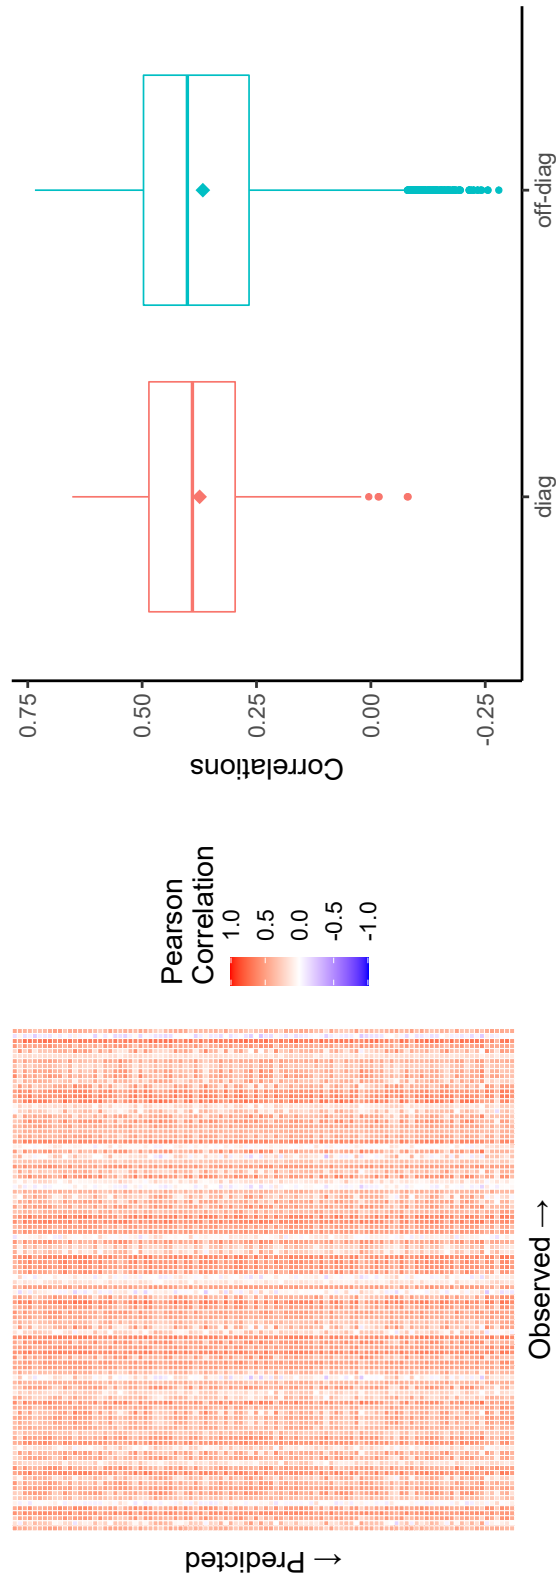 Predicted →
Observed →
Pearson
Correlation
1.0
0.5
0.0
-0.5
-1.0
Correlations
0.75
0.50
0.25
0.00
-0.25
diag
off-diag